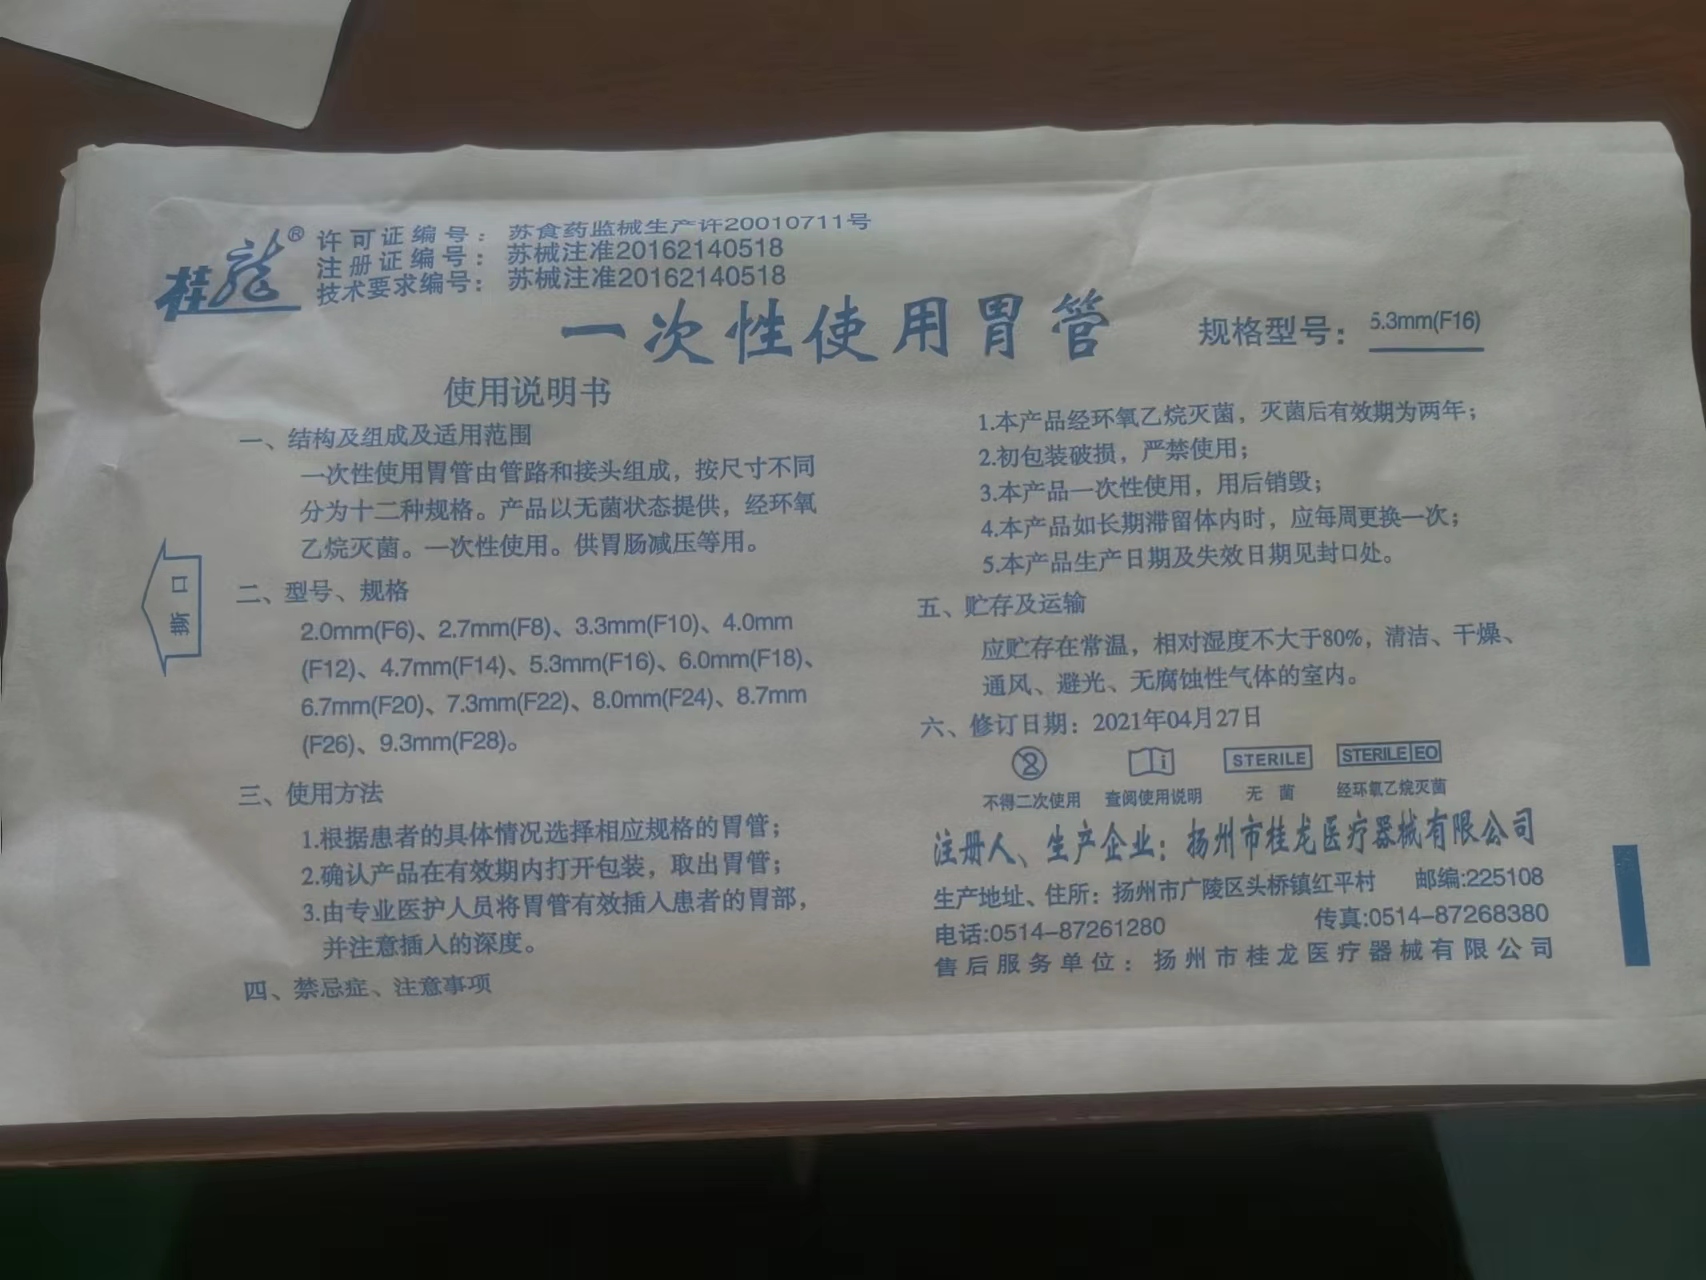 桂龙®
许可证编号：苏食药监械生产许20010711号
注册证编号：苏械注准20162140518
技术要求编号：苏械注准20162140518
一次性使用胃管
规格型号：5.3mm(F16)
使用说明书
一、结构及组成及适用范围
一次性使用胃管由管路和接头组成，按尺寸不同
分为十二种规格。产品以无菌状态提供，经环氧
乙烷灭菌。一次性使用。供胃肠减压等用。
二、型号、规格
2.0mm(F6)、2.7mm(F8)、3.3mm(F10)、4.0mm
(F12)、4.7mm(F14)、5.3mm(F16)、6.0mm(F18)、
6.7mm(F20)、7.3mm(F22)、8.0mm(F24)、8.7mm
(F26)、9.3mm(F28)。
三、使用方法
1.根据患者的具体情况选择相应规格的胃管；
2.确认产品在有效期内打开包装，取出胃管；
3.由专业医护人员将胃管有效插入患者的胃部，
并注意插入的深度。
四、禁忌症、注意事项
1.本产品经环氧乙烷灭菌，灭菌后有效期为两年；
2.初包装破损，严禁使用；
3.本产品一次性使用，用后销毁；
4.本产品如长期滞留体内时，应每周更换一次；
5.本产品生产日期及失效日期见封口处。
五、贮存及运输
应贮存在常温，相对湿度不大于80%，清洁、干燥、
通风、避光、无腐蚀性气体的室内。
六、修订日期：2021年04月27日
2
i
STERILE
STERILE EO
不得二次使用
查阅使用说明
无 菌
经环氧乙烷灭菌
注册人、生产企业：扬州市桂龙医疗器械有限公司
生产地址、住所：扬州市广陵区头桥镇红平村 邮编:225108
电话:0514-87261280 传真:0514-87268380
售后服务单位：扬州市桂龙医疗器械有限公司
撕口